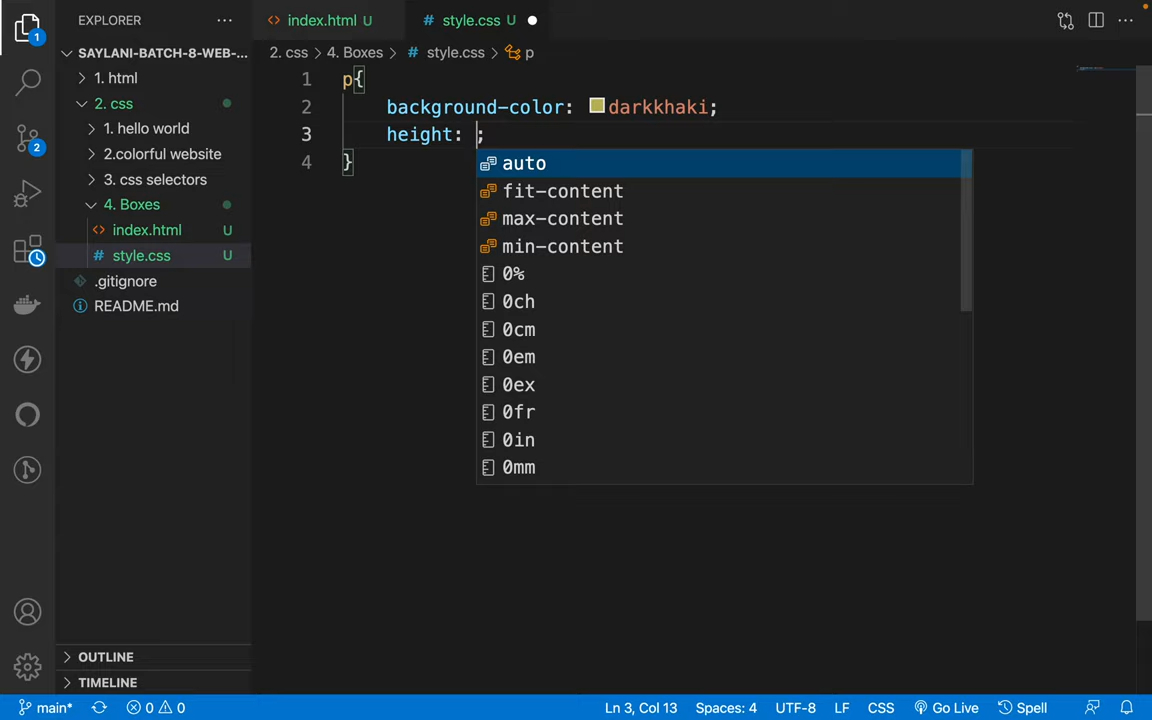 EXPLORER ...
index.html U
# style.css U
SAYLANI-BATCH-8-WEB-...
2. css > 4. Boxes > # style.css > p
1. html
2. css
1. hello world
2.colorful website
3. css selectors
4. Boxes
<> index.html U
# style.css U
.gitignore
README.md
1 p{
2 background-color: darkkhaki;
3 height: ;
4 }
auto
fit-content
max-content
min-content
0%
0ch
0cm
0em
0ex
0fr
0in
0mm
1
2
OUTLINE
TIMELINE
main* 0 0 Ln 3, Col 13 Spaces: 4 UTF-8 LF CSS Go Live Spell